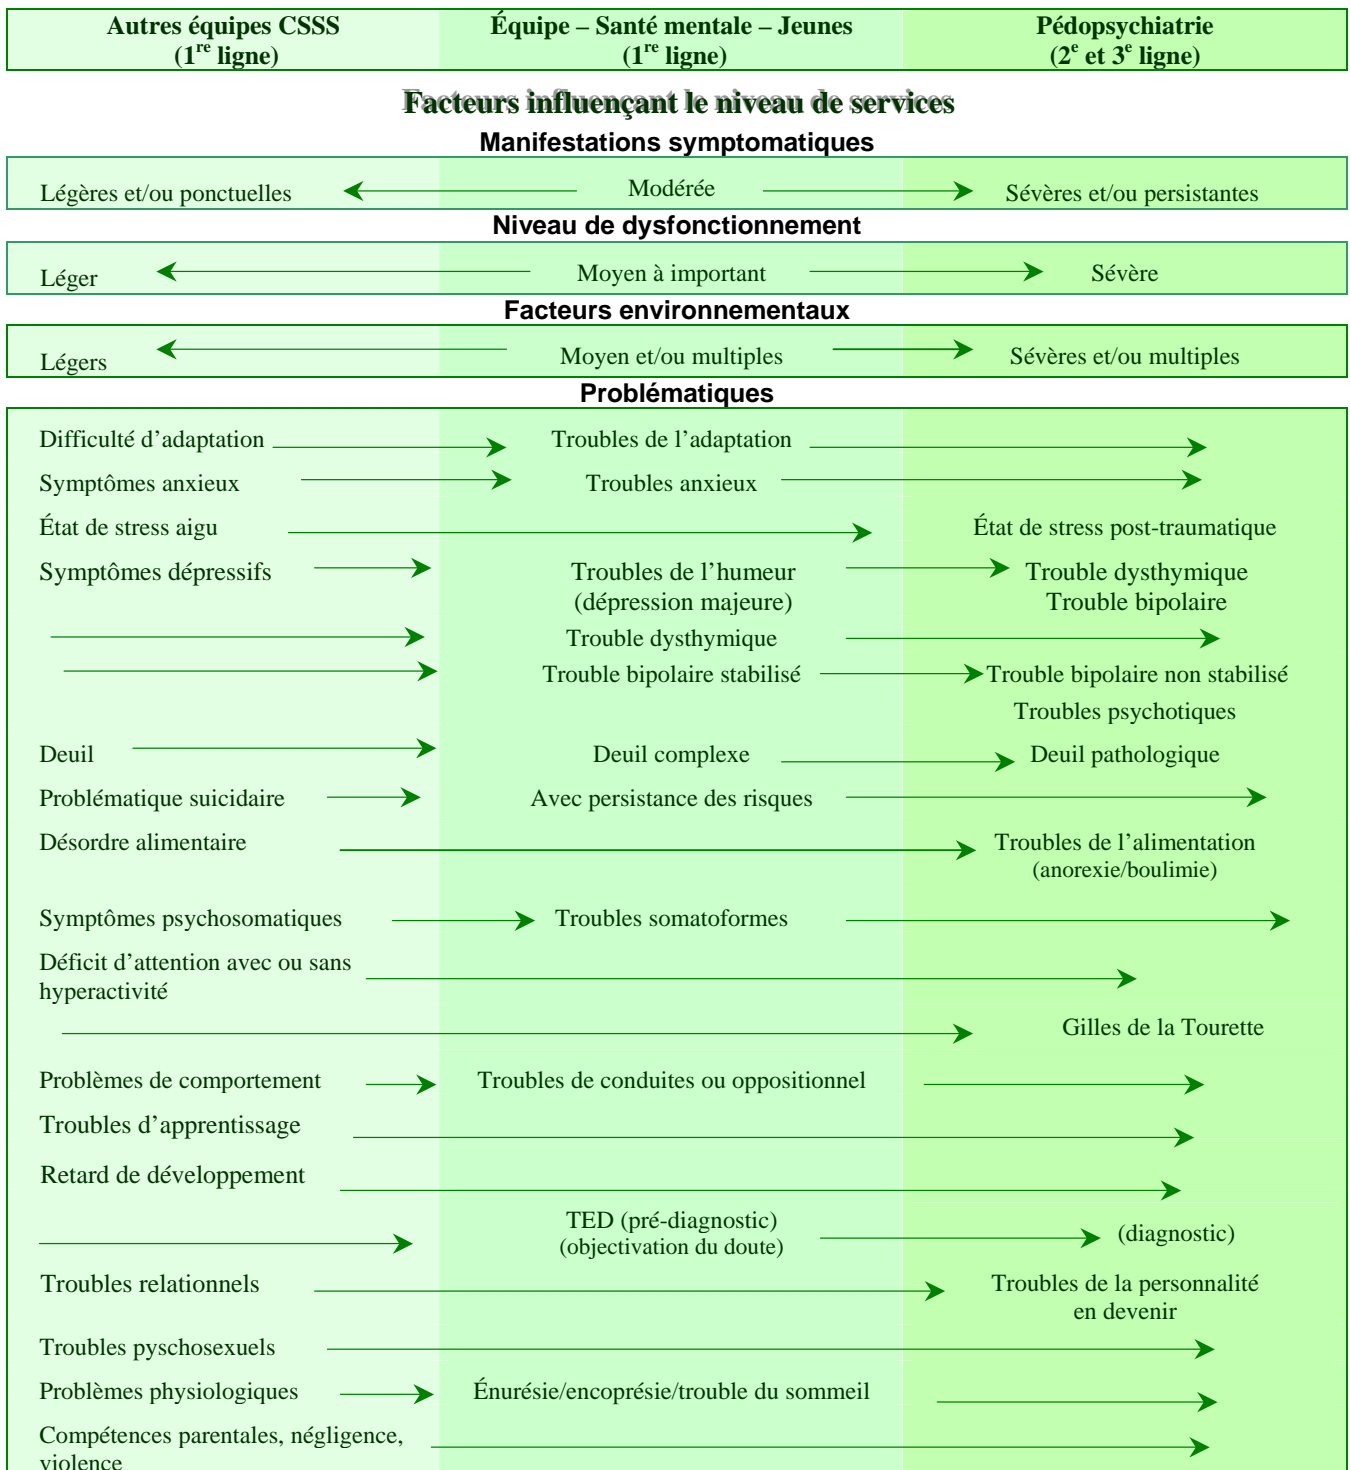 Autres équipes CSSS Équipe – Santé mentale – Jeunes Pédopsychiatrie
(1re ligne) (1re ligne) (2e et 3e ligne)
Facteurs influençant le niveau de services
Manifestations symptomatiques
Légères et/ou ponctuelles Modérée Sévères et/ou persistantes
Niveau de dysfonctionnement
Léger Moyen à important Sévère
Facteurs environnementaux
Légers Moyen et/ou multiples Sévères et/ou multiples
Problématiques
Difficulté d’adaptation Troubles de l’adaptation
Symptômes anxieux Troubles anxieux
État de stress aigu État de stress post-traumatique
Symptômes dépressifs Troubles de l’humeur Trouble dysthymique
(dépression majeure) Trouble bipolaire
Trouble dysthymique
Trouble bipolaire stabilisé Trouble bipolaire non stabilisé
Troubles psychotiques
Deuil Deuil complexe Deuil pathologique
Problématique suicidaire Avec persistance des risques
Désordre alimentaire Troubles de l’alimentation
(anorexie/boulimie)
Symptômes psychosomatiques Troubles somatoformes
Déficit d’attention avec ou sans
hyperactivité
Gilles de la Tourette
Problèmes de comportement Troubles de conduites ou oppositionnel
Troubles d’apprentissage
Retard de développement
TED (pré-diagnostic)
(objectivation du doute) (diagnostic)
Troubles relationnels Troubles de la personnalité
en devenir
Troubles pyschosexuels
Problèmes physiologiques Énurésie/encoprésie/trouble du sommeil
Compétences parentales, négligence,
violence